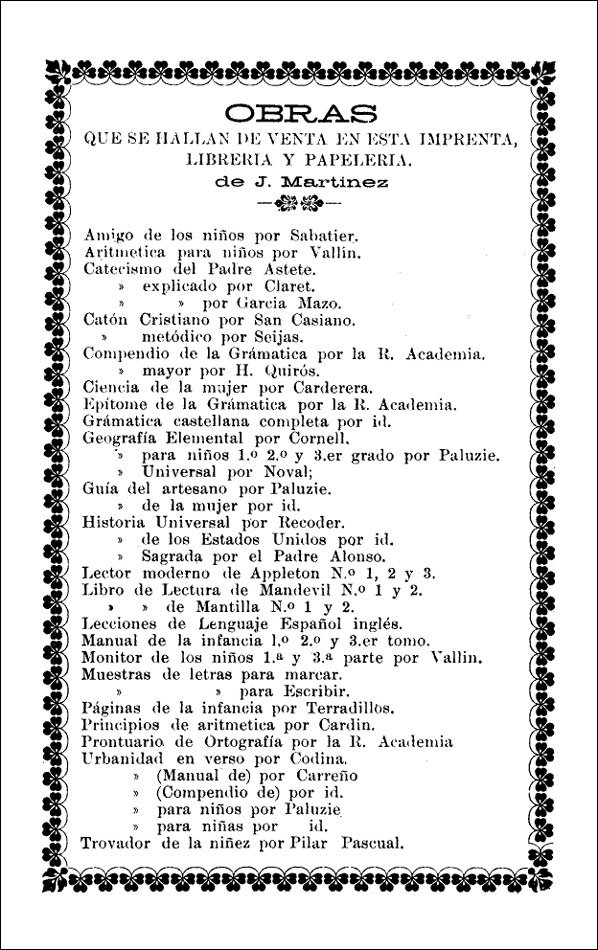 OBRAS
QUE SE HALLAN DE VENTA EN ESTA IMPRENTA,
LIBRERIA Y PAPELERIA.
de J. Martinez
Amigo de los niños por Sabatier.
Aritmetica para niños por Vallin.
Catecismo del Padre Astete.
» explicado por Claret.
» » por Garcia Mazo.
Catón Cristiano por San Casiano.
» metódico por Seijas.
Compendio de la Grámatica por la R. Academia.
» mayor por H. Quirós.
Ciencia de la mujer por Carderera.
Epítome de la Grámatica por la R. Academia.
Grámatica castellana completa por id.
Geografía Elemental por Cornell.
» para niños 1.º 2.º y 3.er grado por Paluzie.
» Universal por Noval;
Guía del artesano por Paluzie.
» de la mujer por id.
Historia Universal por Recoder.
» de los Estados Unidos por id.
» Sagrada por el Padre Alonso.
Lector moderno de Appleton N.º 1, 2 y 3.
Libro de Lectura de Mandevil N.º 1 y 2.
» » de Mantilla N.º 1 y 2.
Lecciones de Lenguaje Español inglés.
Manual de la infancia 1.º 2.º y 3.er tomo.
Monitor de los niños 1.ª y 3.ª parte por Vallin.
Muestras de letras para marcar.
» » para Escribir.
Páginas de la infancia por Terradillos.
Principios de aritmetica por Cardin.
Prontuario de Ortografía por la R. Academia
Urbanidad en verso por Codina.
» (Manual de) por Carreño
» (Compendio de) por id.
» para niños por Paluzie
» para niñas por id.
Trovador de la niñez por Pilar Pascual.